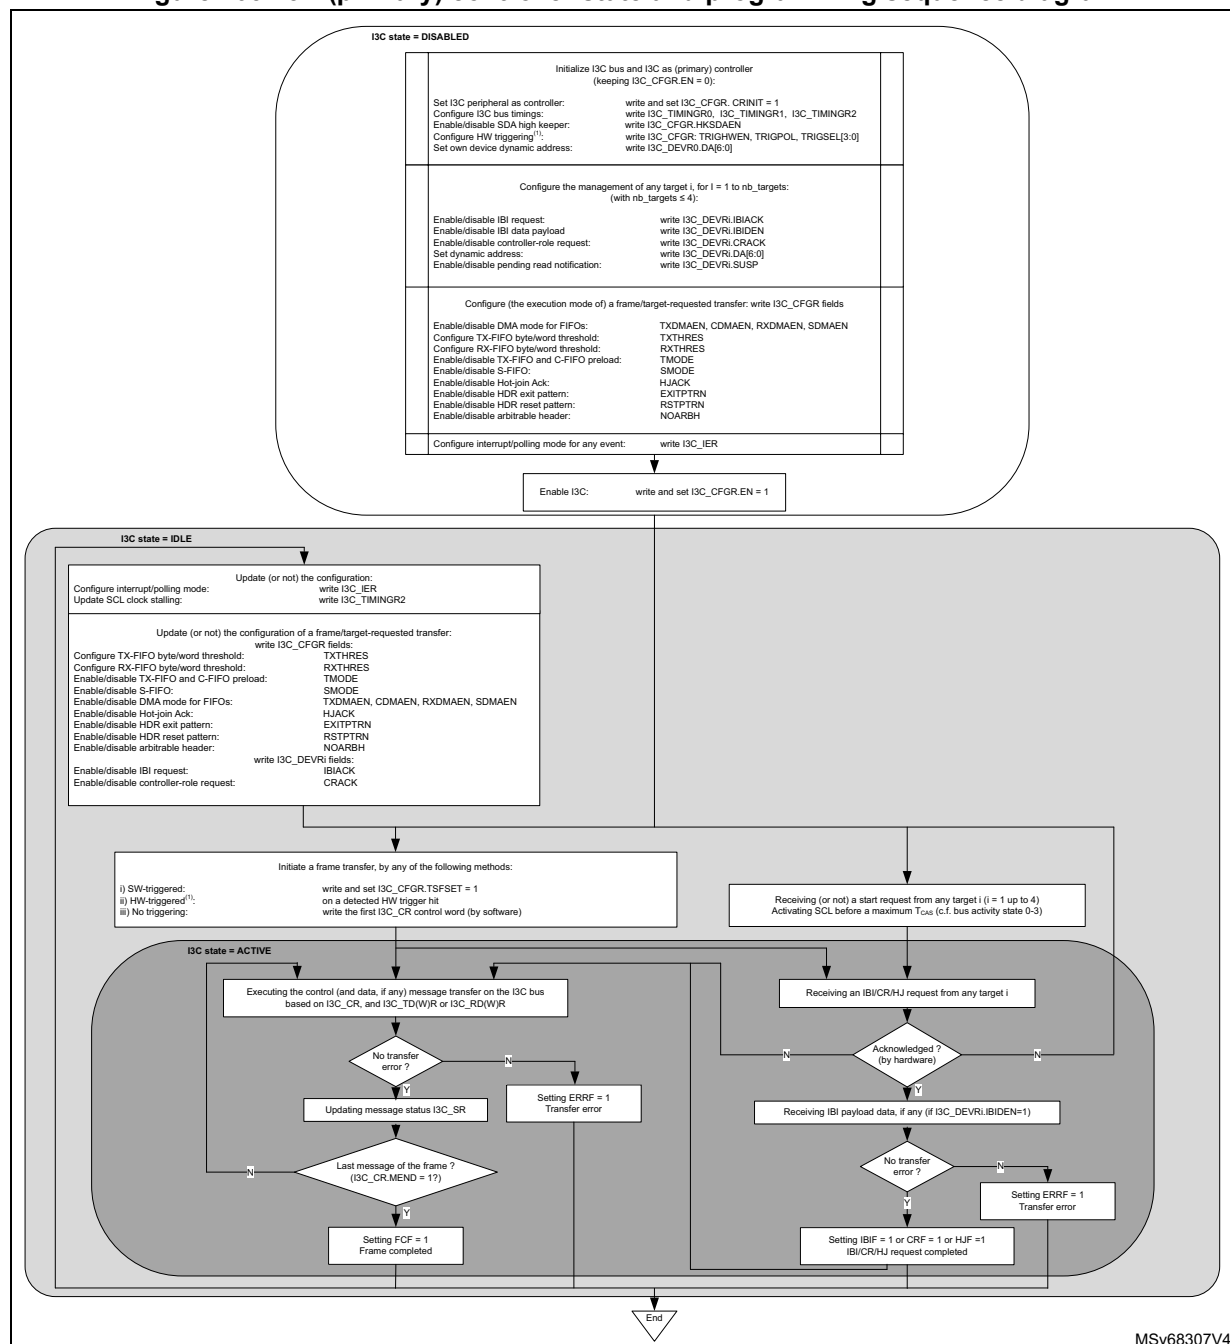 I3C state = DISABLED
Initialize I3C bus and I3C as (primary) controller
(keeping I3C_CFGR.EN = 0):
Set I3C peripheral as controller: write and set I3C_CFGR. CRINIT = 1
Configure I3C bus timings: write I3C_TIMINGR0, I3C_TIMINGR1, I3C_TIMINGR2
Enable/disable SDA high keeper: write I3C_CFGR.HKSDAEN
Configure HW triggering(1): write I3C_CFGR: TRIGHWEN, TRIGPOL, TRIGSEL[3:0]
Set own device dynamic address: write I3C_DEVR0.DA[6:0]
Configure the management of any target i, for I = 1 to nb_targets:
(with nb_targets ≤ 4):
Enable/disable IBI request: write I3C_DEVRi.IBIACK
Enable/disable IBI data payload write I3C_DEVRi.IBIDEN
Enable/disable controller-role request: write I3C_DEVRi.CRACK
Set dynamic address: write I3C_DEVRi.DA[6:0]
Enable/disable pending read notification: write I3C_DEVRi.SUSP
Configure (the execution mode of) a frame/target-requested transfer: write I3C_CFGR fields
Enable/disable DMA mode for FIFOs: TXDMAEN, CDMAEN, RXDMAEN, SDMAEN
Configure TX-FIFO byte/word threshold: TXTHRES
Configure RX-FIFO byte/word threshold: RXTHRES
Enable/disable TX-FIFO and C-FIFO preload: TMODE
Enable/disable S-FIFO: SMODE
Enable/disable Hot-join Ack: HJACK
Enable/disable HDR exit pattern: EXITPTRN
Enable/disable HDR reset pattern: RSTPTRN
Enable/disable arbitrable header: NOARBH
Configure interrupt/polling mode for any event: write I3C_IER
Enable I3C: write and set I3C_CFGR.EN = 1
I3C state = IDLE
Update (or not) the configuration:
Configure interrupt/polling mode: write I3C_IER
Update SCL clock stalling: write I3C_TIMINGR2
Update (or not) the configuration of a frame/target-requested transfer:
write I3C_CFGR fields:
Configure TX-FIFO byte/word threshold: TXTHRES
Configure RX-FIFO byte/word threshold: RXTHRES
Enable/disable TX-FIFO and C-FIFO preload: TMODE
Enable/disable S-FIFO: SMODE
Enable/disable DMA mode for FIFOs: TXDMAEN, CDMAEN, RXDMAEN, SDMAEN
Enable/disable Hot-join Ack: HJACK
Enable/disable HDR exit pattern: EXITPTRN
Enable/disable HDR reset pattern: RSTPTRN
Enable/disable arbitrable header: NOARBH
write I3C_DEVRi fields:
Enable/disable IBI request: IBIACK
Enable/disable controller-role request: CRACK
Initiate a frame transfer, by any of the following methods:
i) SW-triggered: write and set I3C_CFGR.TSFSET = 1
ii) HW-triggered(1): on a detected HW trigger hit
iii) No triggering: write the first I3C_CR control word (by software)
Receiving (or not) a start request from any target i (i = 1 up to 4)
Activating SCL before a maximum TCAS (c.f. bus activity state 0-3)
I3C state = ACTIVE
Executing the control (and data, if any) message transfer on the I3C bus
based on I3C_CR, and I3C_TD(W)R or I3C_RD(W)R
Receiving an IBI/CR/HJ request from any target i
No transfer
error ?
N
Y
Acknowledged ?
(by hardware)
N
N
Y
Setting ERRF = 1
Transfer error
Updating message status I3C_SR
Receiving IBI payload data, if any (if I3C_DEVRi.IBIDEN=1)
Last message of the frame ?
(I3C_CR.MEND = 1?)
N
Y
No transfer
error ?
N
Y
Setting ERRF = 1
Transfer error
Setting FCF = 1
Frame completed
Setting IBIF = 1 or CRF = 1 or HJF =1
IBI/CR/HJ request completed
End
MSv68307V4